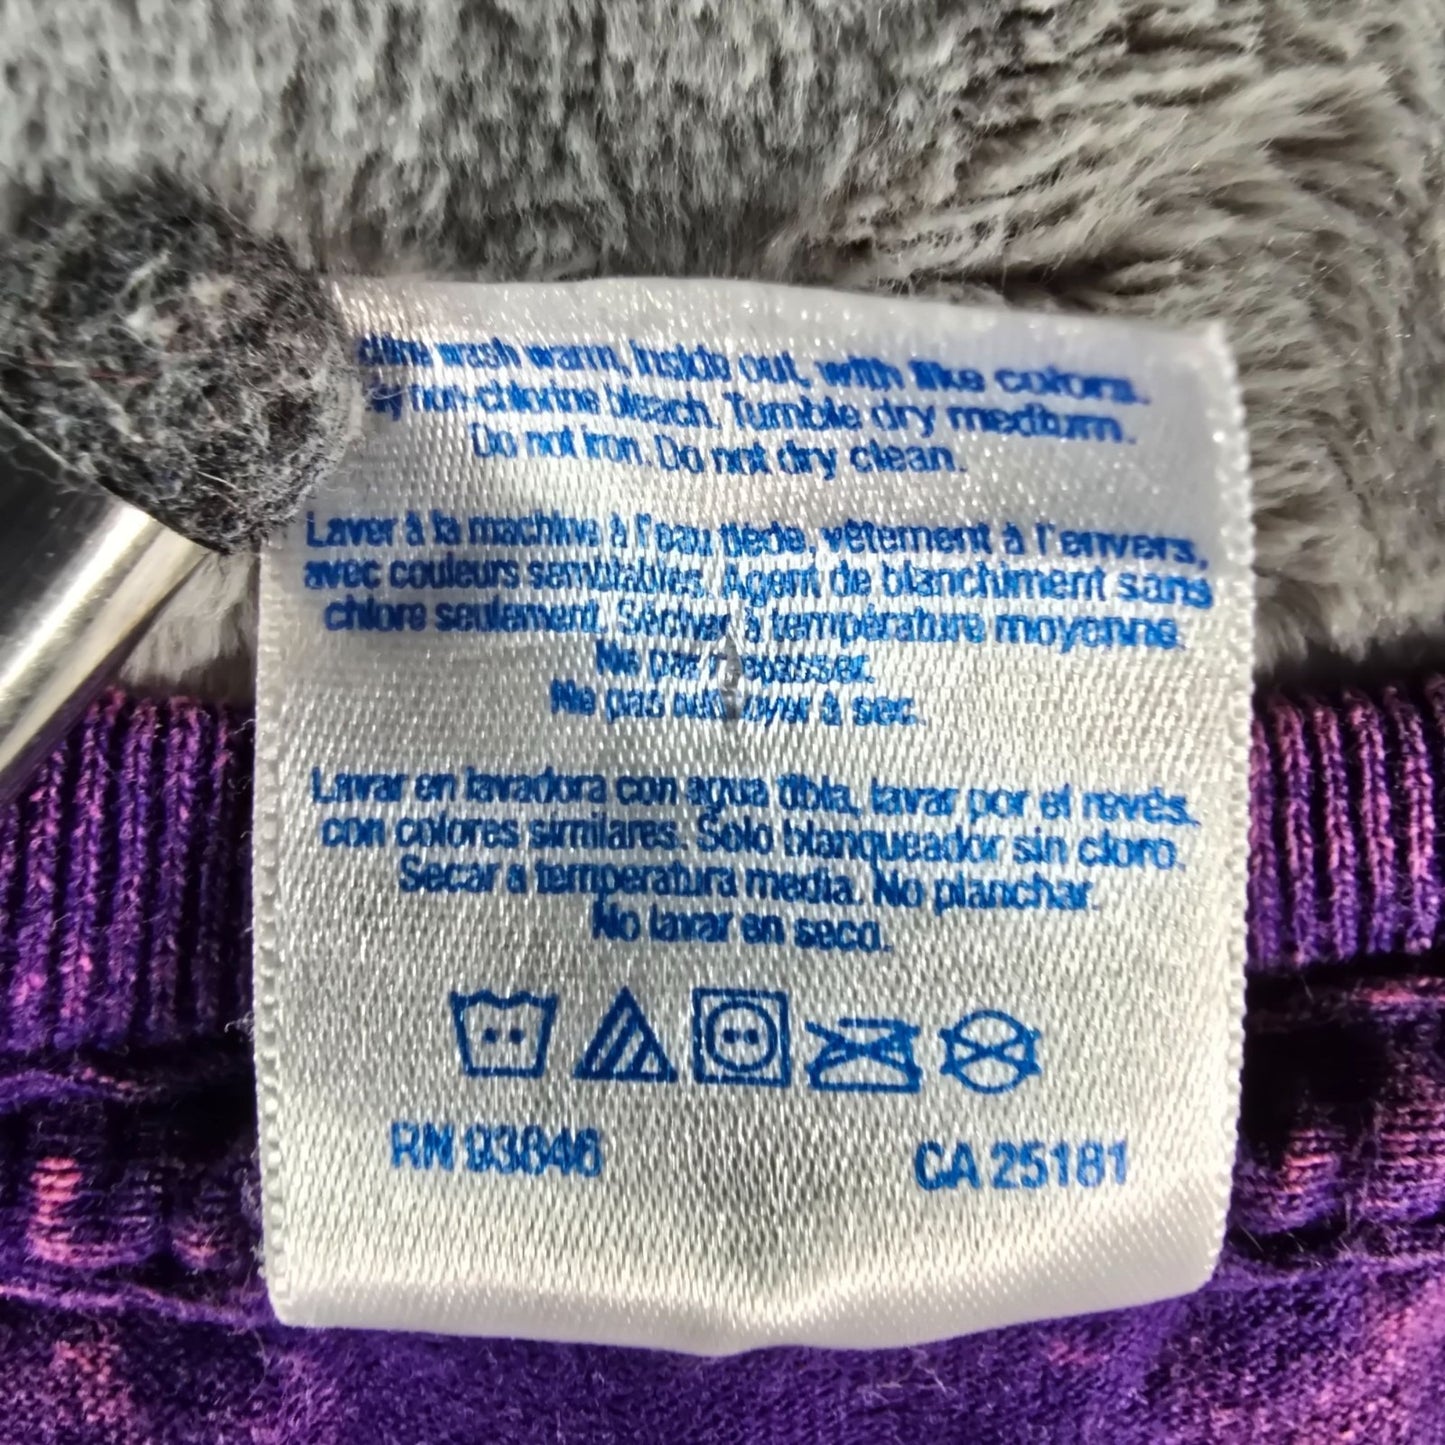 wash warm, inside out, with like colors.
non-chlorine bleach. Tumble dry medium.
Do not iron. Do not dry clean.
Laver à la machine à l'eau tiède, vêtement à l'envers,
avec couleurs semblables. Agent de blanchiment sans
chlore seulement. Sécher à température moyenne.
Ne pas repasser.
Ne pas nettoyer à sec.
Lavar en lavadora con agua tibia, lavar por el revés.
con colores similares. Solo blanqueador sin cloro.
Secar a temperatura media. No planchar.
No lavar en seco.
RN 93846 CA 25181